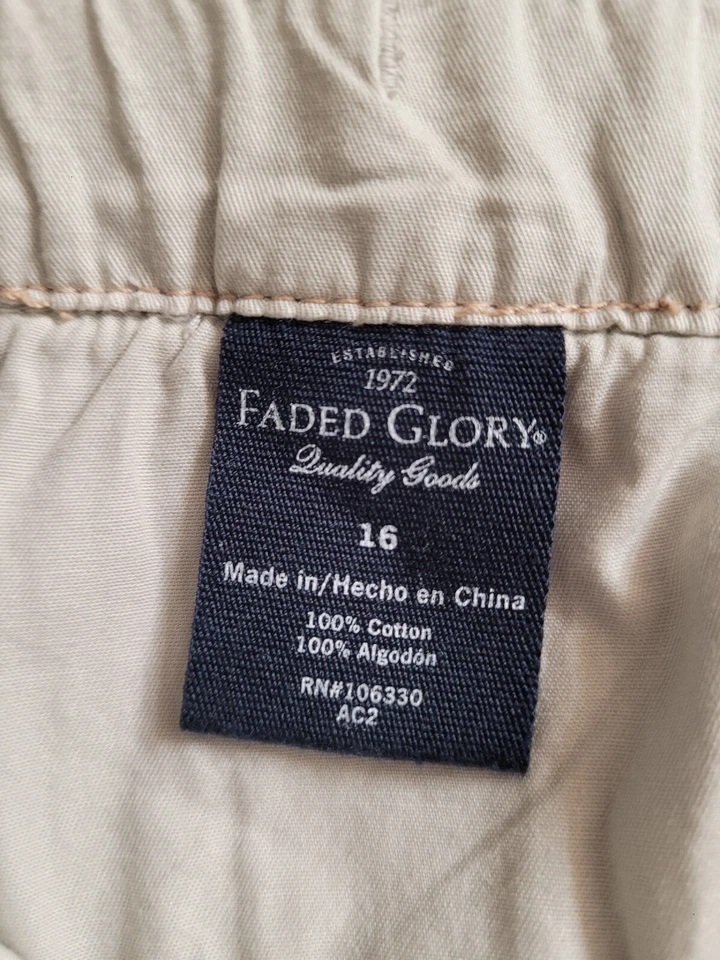 ESTABLISHED
1972
FADED GLORY®
Quality Goods
16
Made in/Hecho en China
100% Cotton
100% Algodón
RN#106330
AC2